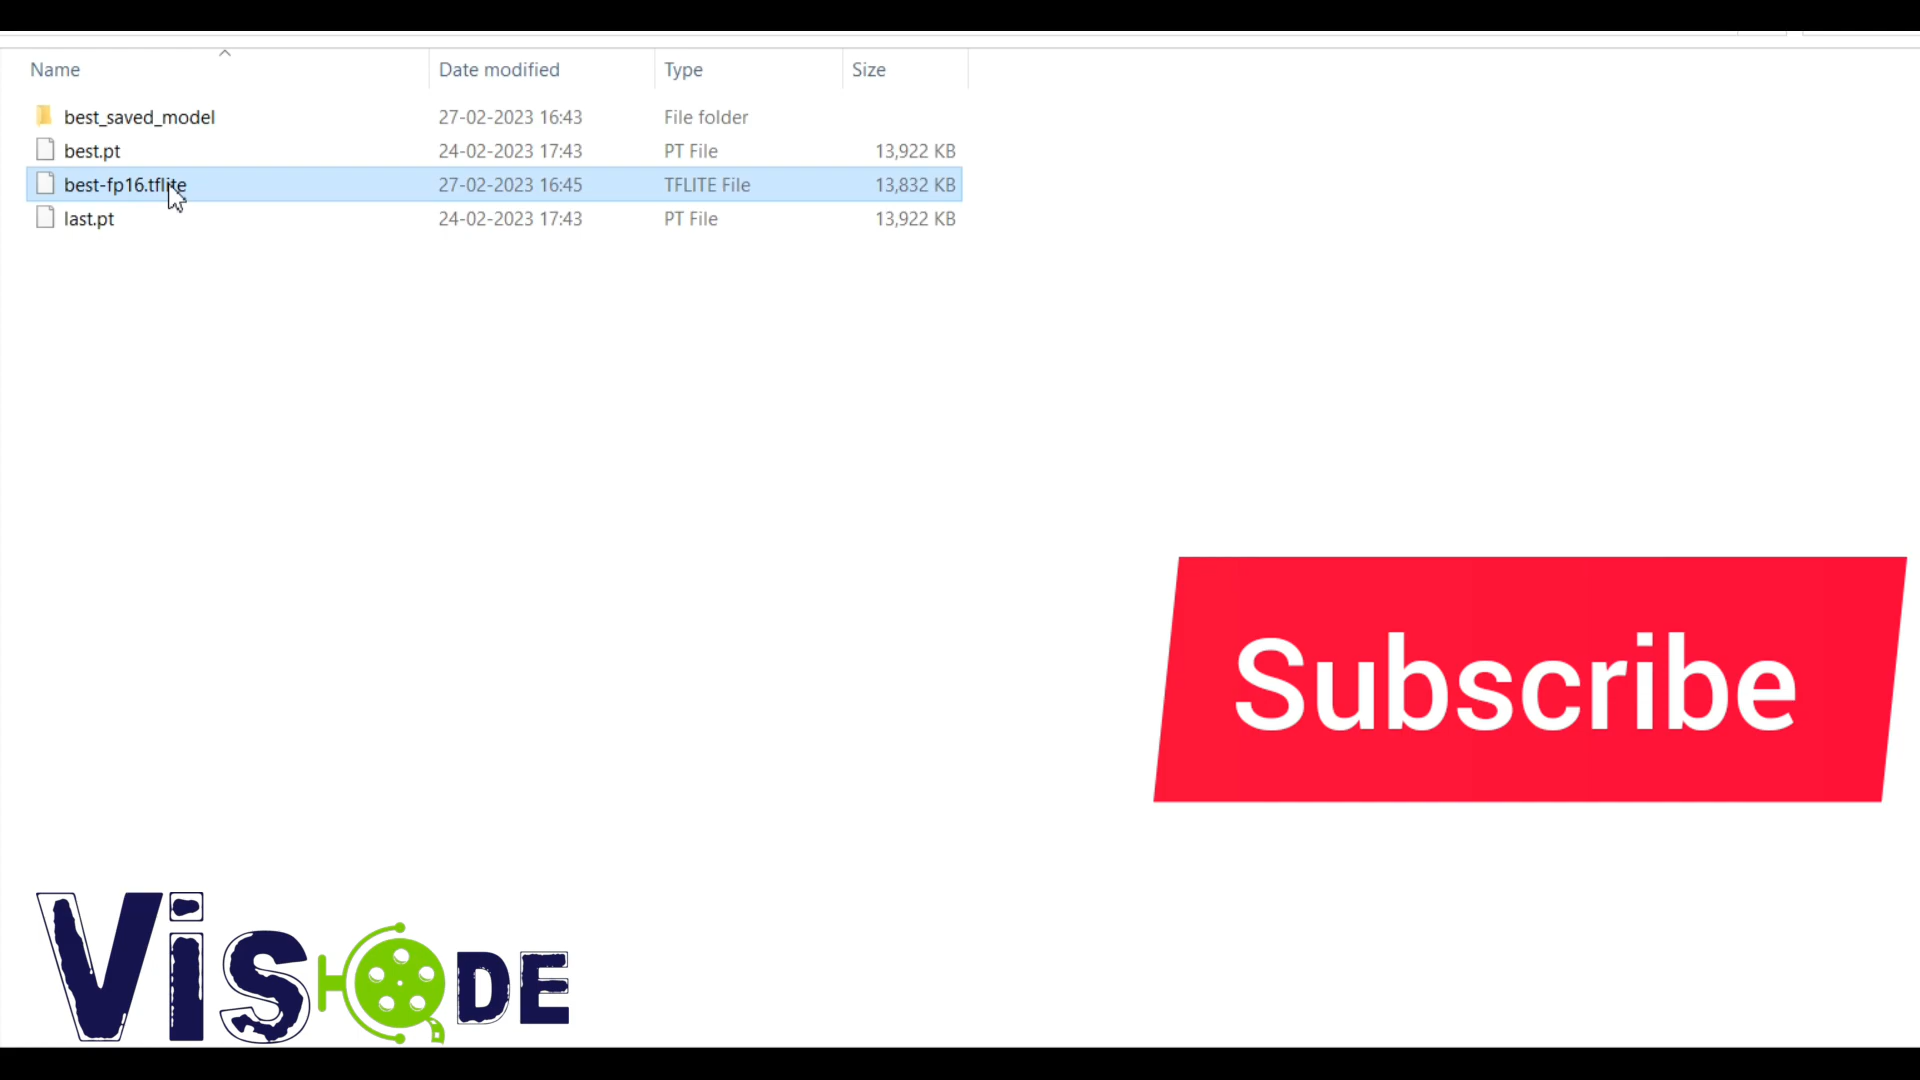 Name Date modified Type Size
best_saved_model 27-02-2023 16:43 File folder
best.pt 24-02-2023 17:43 PT File 13,922 KB
best-fp16.tflite 27-02-2023 16:45 TFLITE File 13,832 KB
last.pt 24-02-2023 17:43 PT File 13,922 KB
Subscribe
VisHODE